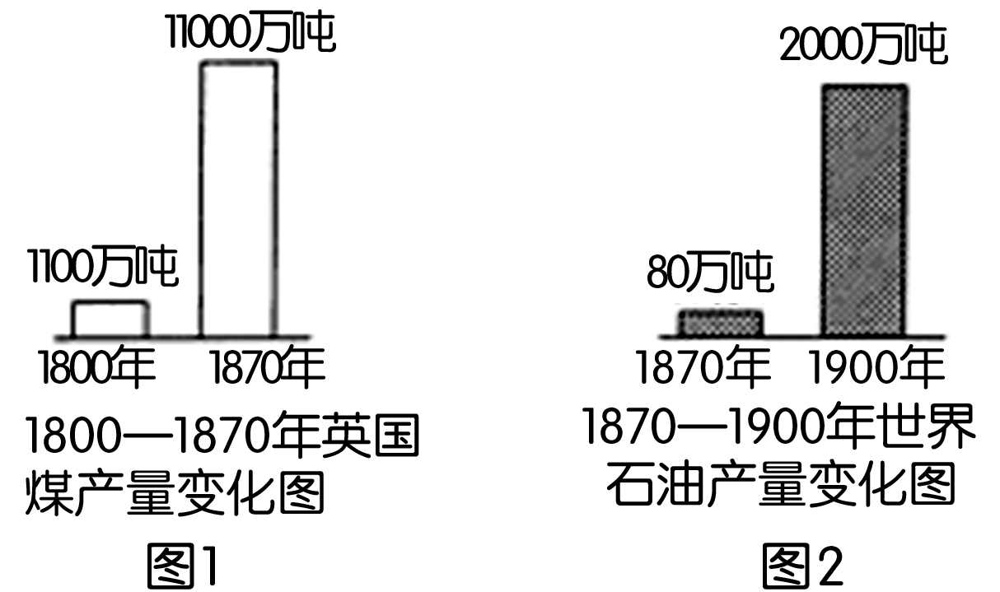 11000万吨
1100万吨
1800年 1870年
1800—1870年英国
煤产量变化图
图1
2000万吨
80万吨
1870年 1900年
1870—1900年世界
石油产量变化图
图2